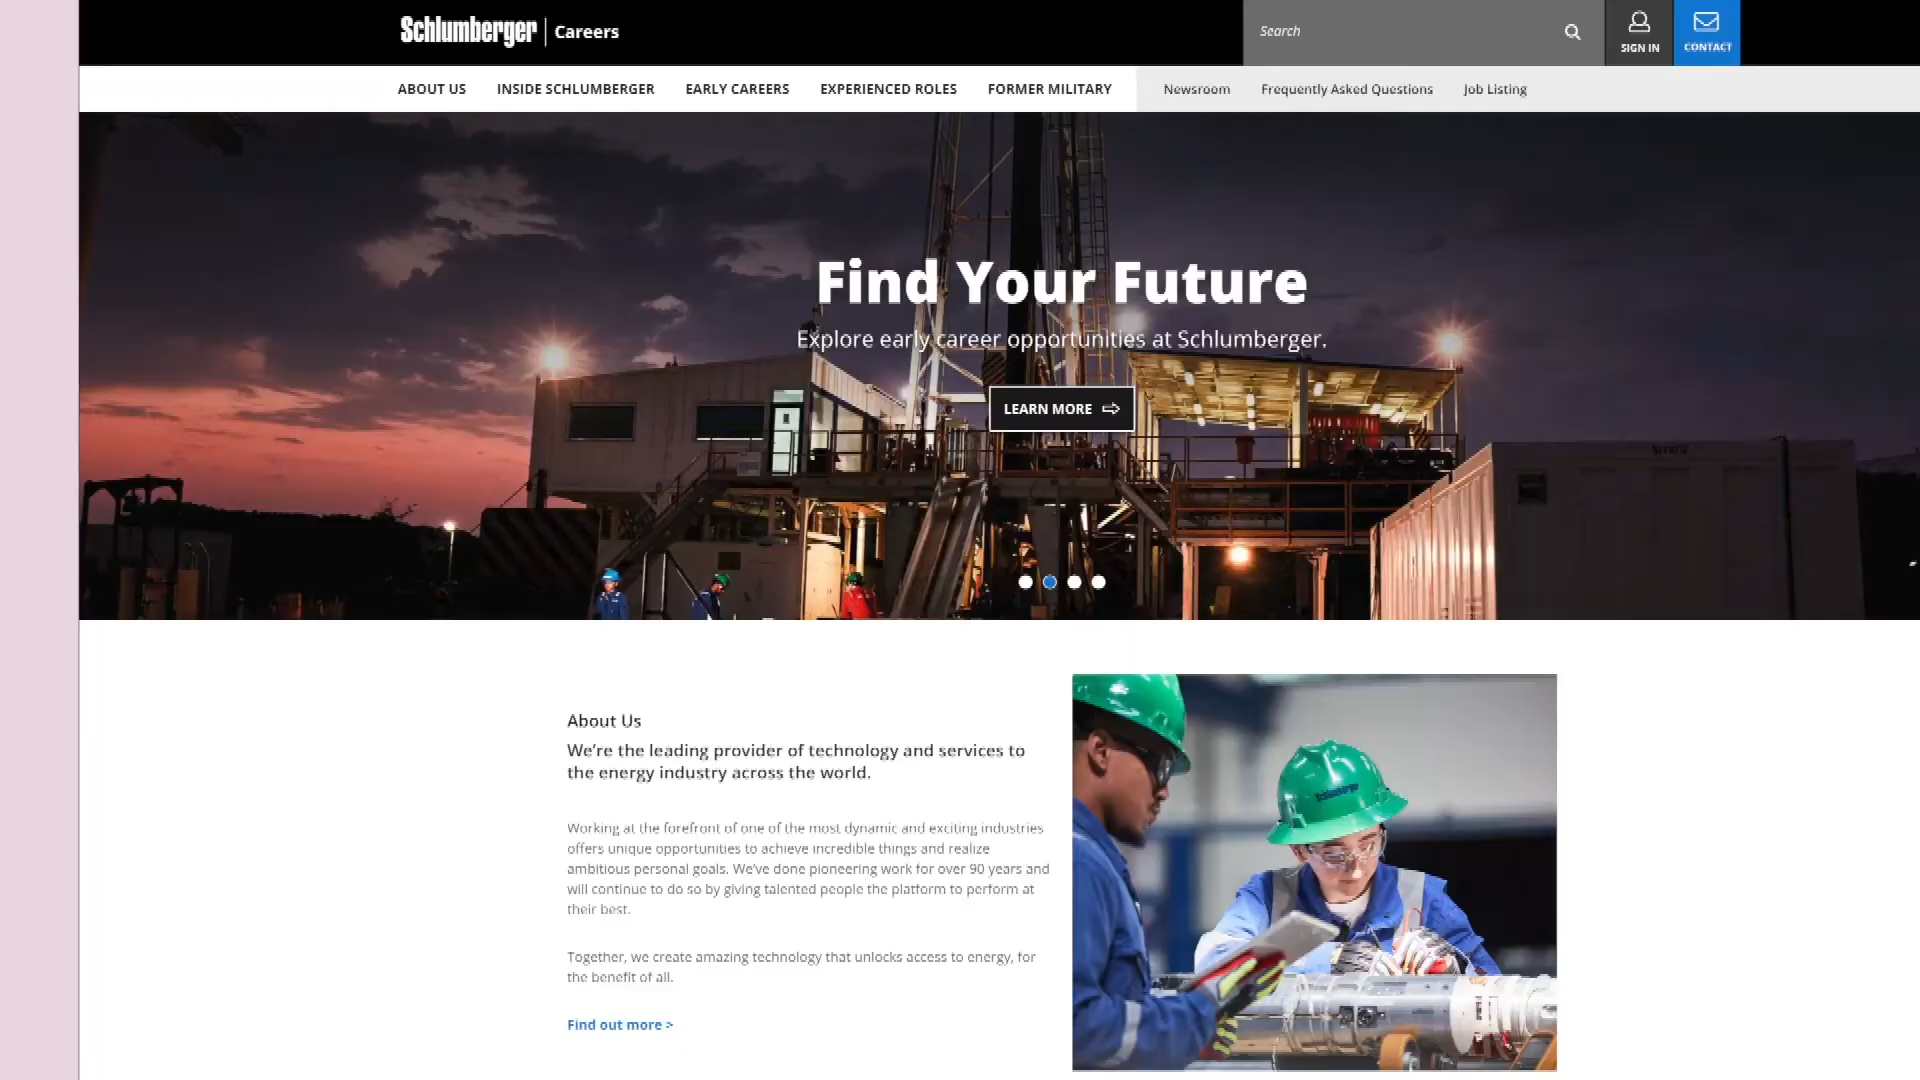 Schlumberger | Careers
Search
SIGN IN
CONTACT
ABOUT US
INSIDE SCHLUMBERGER
EARLY CAREERS
EXPERIENCED ROLES
FORMER MILITARY
Newsroom
Frequently Asked Questions
Job Listing
Find Your Future
Explore early career opportunities at Schlumberger.
LEARN MORE
About Us
We’re the leading provider of technology and services to
the energy industry across the world.
Working at the forefront of one of the most dynamic and exciting industries
offers unique opportunities to achieve incredible things and realize
ambitious personal goals. We’ve done pioneering work for over 90 years and
will continue to do so by giving talented people the platform to perform at
their best.
Together, we create amazing technology that unlocks access to energy, for
the benefit of all.
Find out more >
Schlumberger